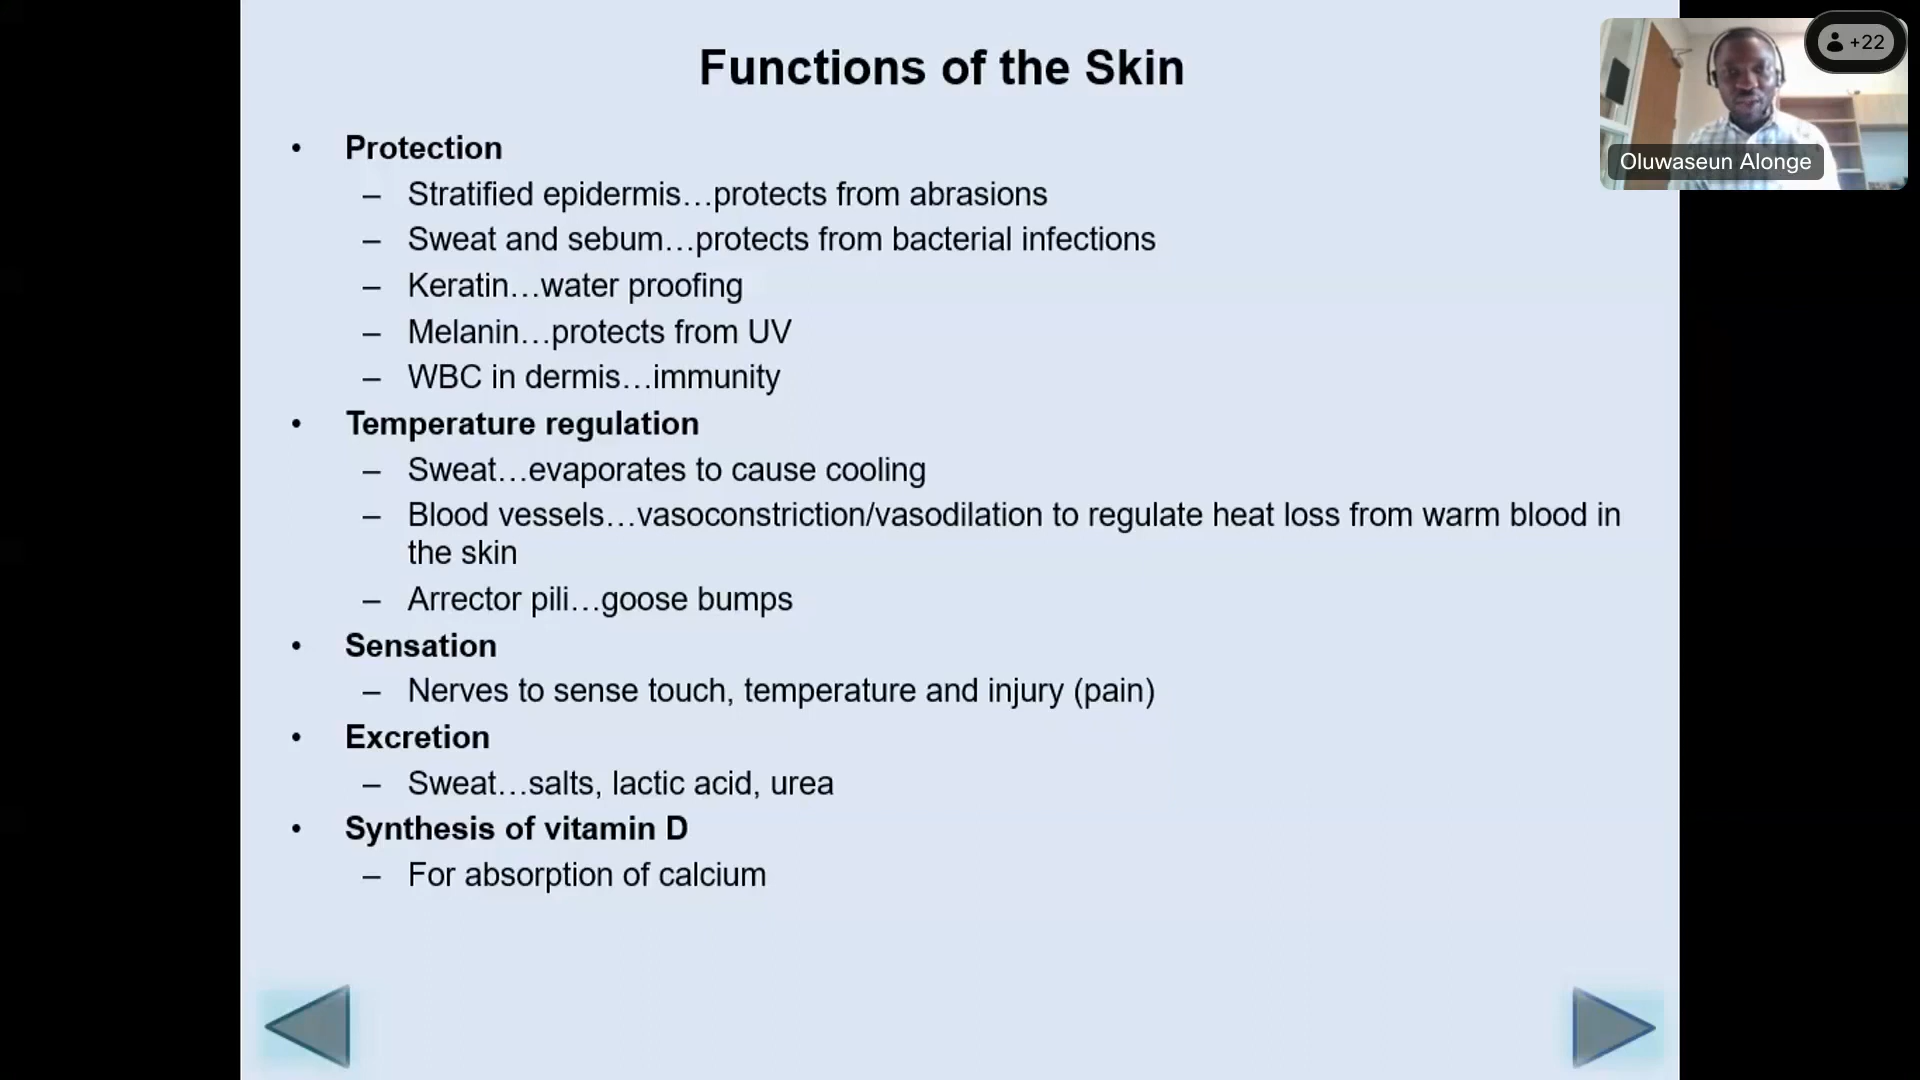 Functions of the Skin
• Protection
– Stratified epidermis…protects from abrasions
– Sweat and sebum…protects from bacterial infections
– Keratin…water proofing
– Melanin…protects from UV
– WBC in dermis…immunity
• Temperature regulation
– Sweat…evaporates to cause cooling
– Blood vessels…vasoconstriction/vasodilation to regulate heat loss from warm blood in
the skin
– Arrector pili…goose bumps
• Sensation
– Nerves to sense touch, temperature and injury (pain)
• Excretion
– Sweat…salts, lactic acid, urea
• Synthesis of vitamin D
– For absorption of calcium
+22
Oluwaseun Alonge